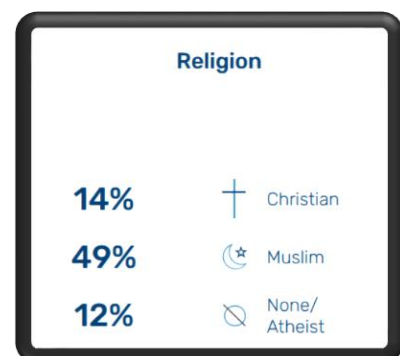 Religion
14% Christian
49% Muslim
12% None/
Atheist